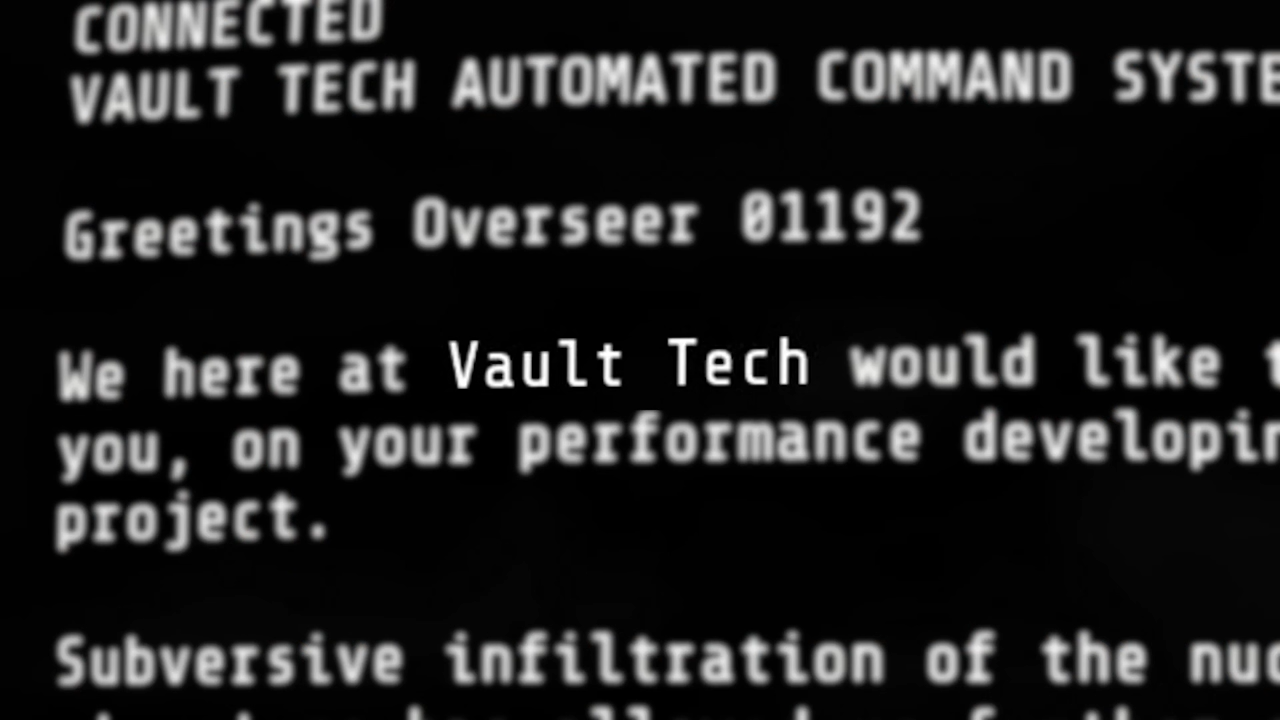 CONNECTED
VAULT TECH AUTOMATED COMMAND SYSTE
Greetings Overseer 01192
We here at Vault Tech would like t
you, on your performance developin
project.
Subversive infiltration of the nuc